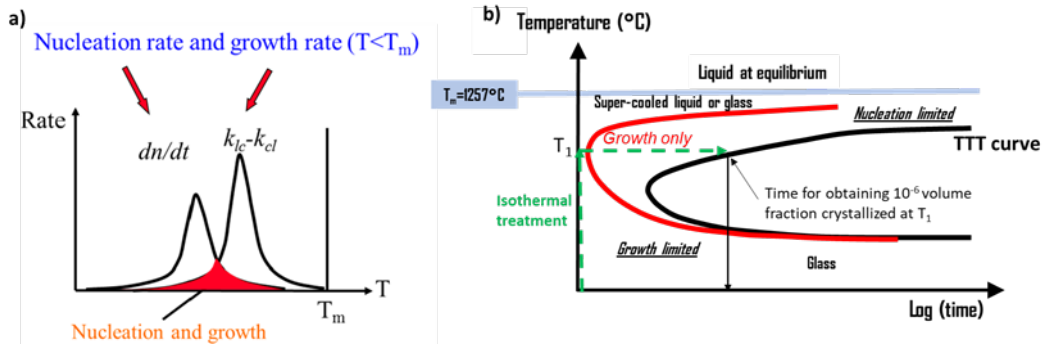 a)
Nucleation rate and growth rate (T<Tₘ)
Rate
dn/dt
k_lc-k_cl
T
Tₘ
Nucleation and growth
b)
Temperature (°C)
Liquid at equilibrium
Tₘ=1257°C
Super-cooled liquid or glass
Nucleation limited
Growth only
TTT curve
T₁
Isothermal
treatment
Time for obtaining 10⁻⁶ volume
fraction crystallized at T₁
Growth limited
Glass
Log (time)